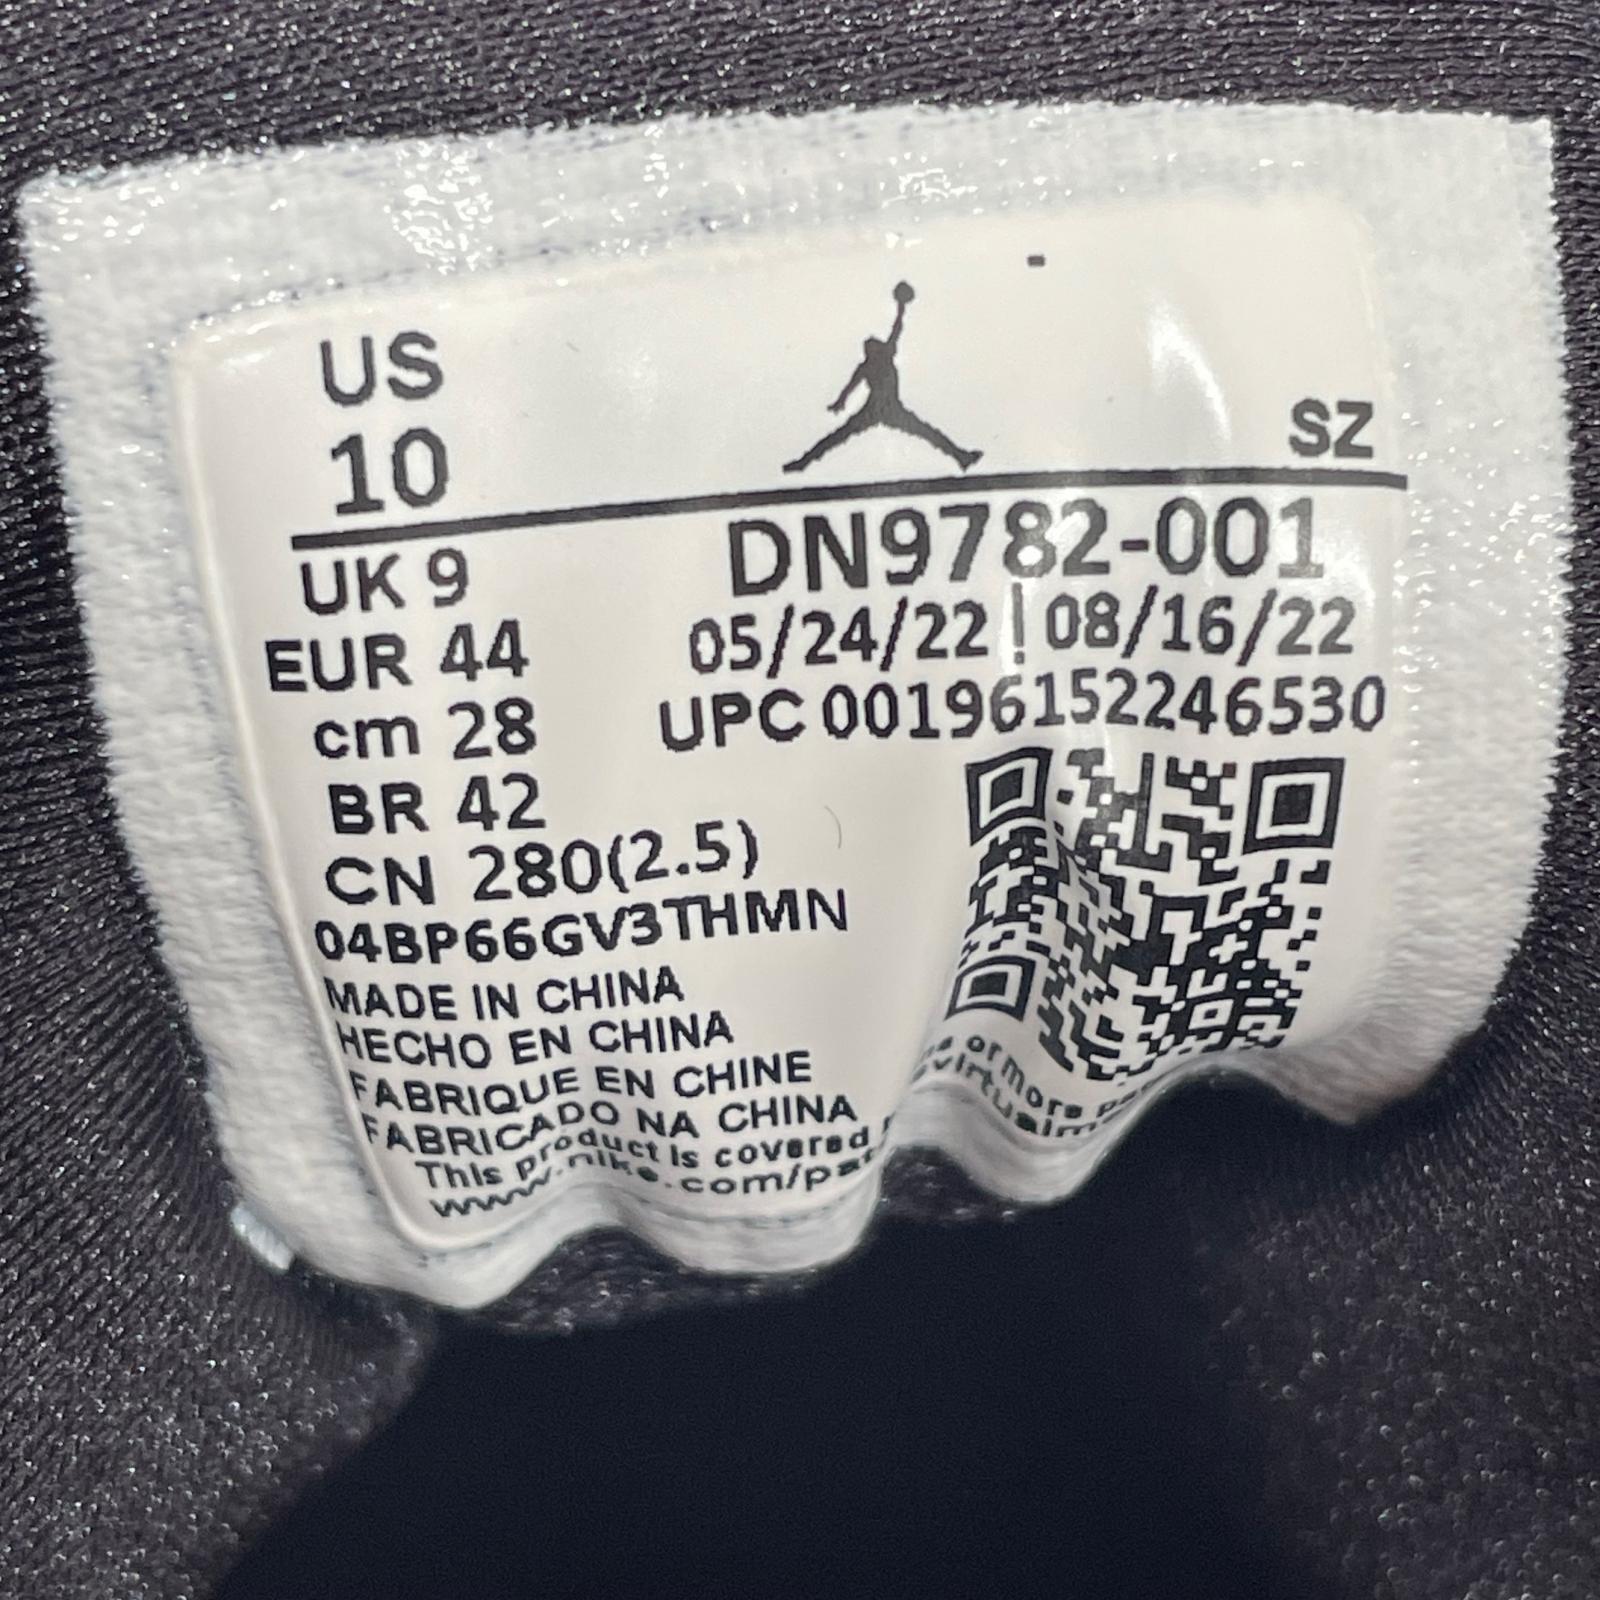 US
10
SZ
UK 9
EUR 44
cm 28
BR 42
CN 280(2.5)
DN9782-001
05/24/22 | 08/16/22
UPC 00196152246530
04BP66GV3THMN
MADE IN CHINA
HECHO EN CHINA
FABRIQUE EN CHINE
FABRICADO NA CHINA
This product is covered
or more
www.nike.com/pat